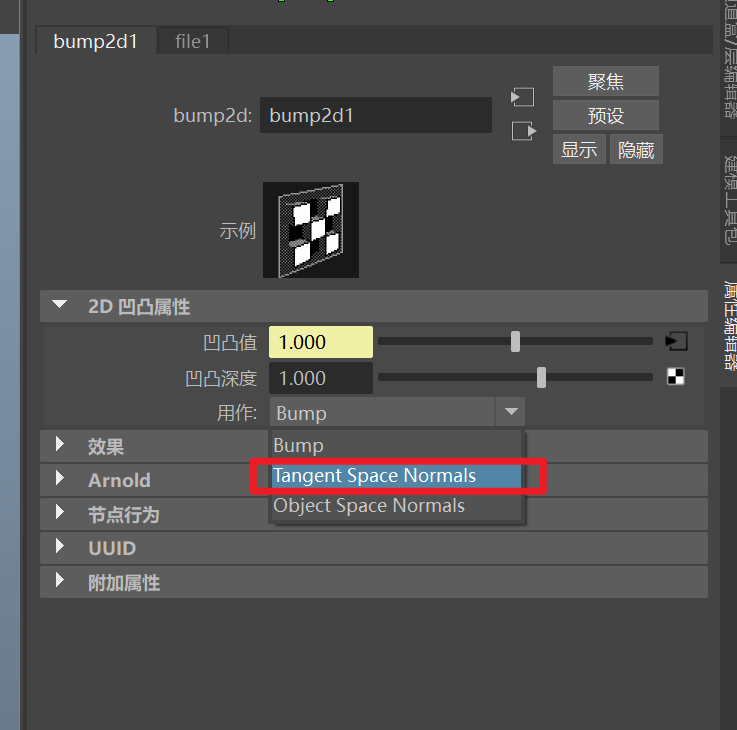 bump2d1 file1
bump2d: bump2d1
聚焦
预设
显示 隐藏
示例
2D 凹凸属性
凹凸值 1.000
凹凸深度 1.000
用作: Bump
Bump
Tangent Space Normals
Object Space Normals
效果
Arnold
节点行为
UUID
附加属性
道盒/层编辑器
建模工具包
属性编辑器